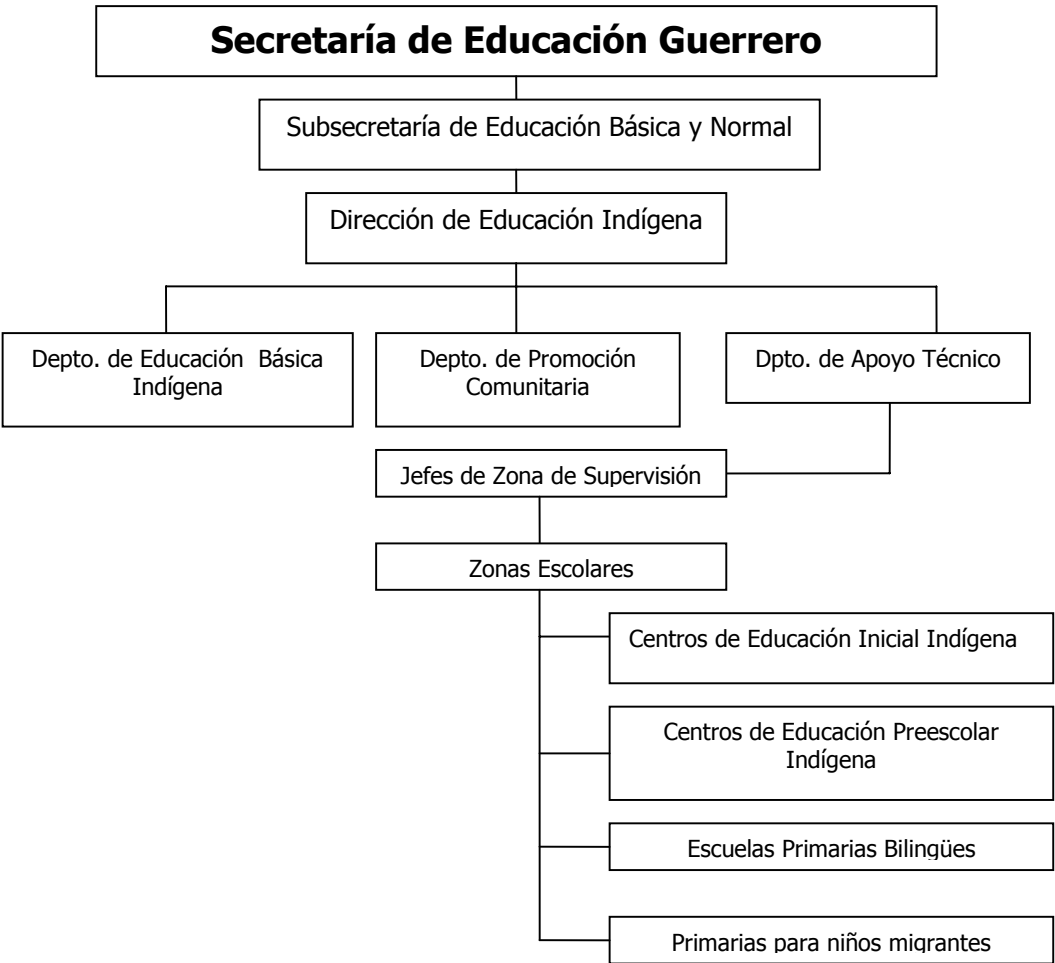 Secretaría de Educación Guerrero
Subsecretaría de Educación Básica y Normal
Dirección de Educación Indígena
Depto. de Educación Básica
Indígena
Depto. de Promoción
Comunitaria
Dpto. de Apoyo Técnico
Jefes de Zona de Supervisión
Zonas Escolares
Centros de Educación Inicial Indígena
Centros de Educación Preescolar
Indígena
Escuelas Primarias Bilingües
Primarias para niños migrantes